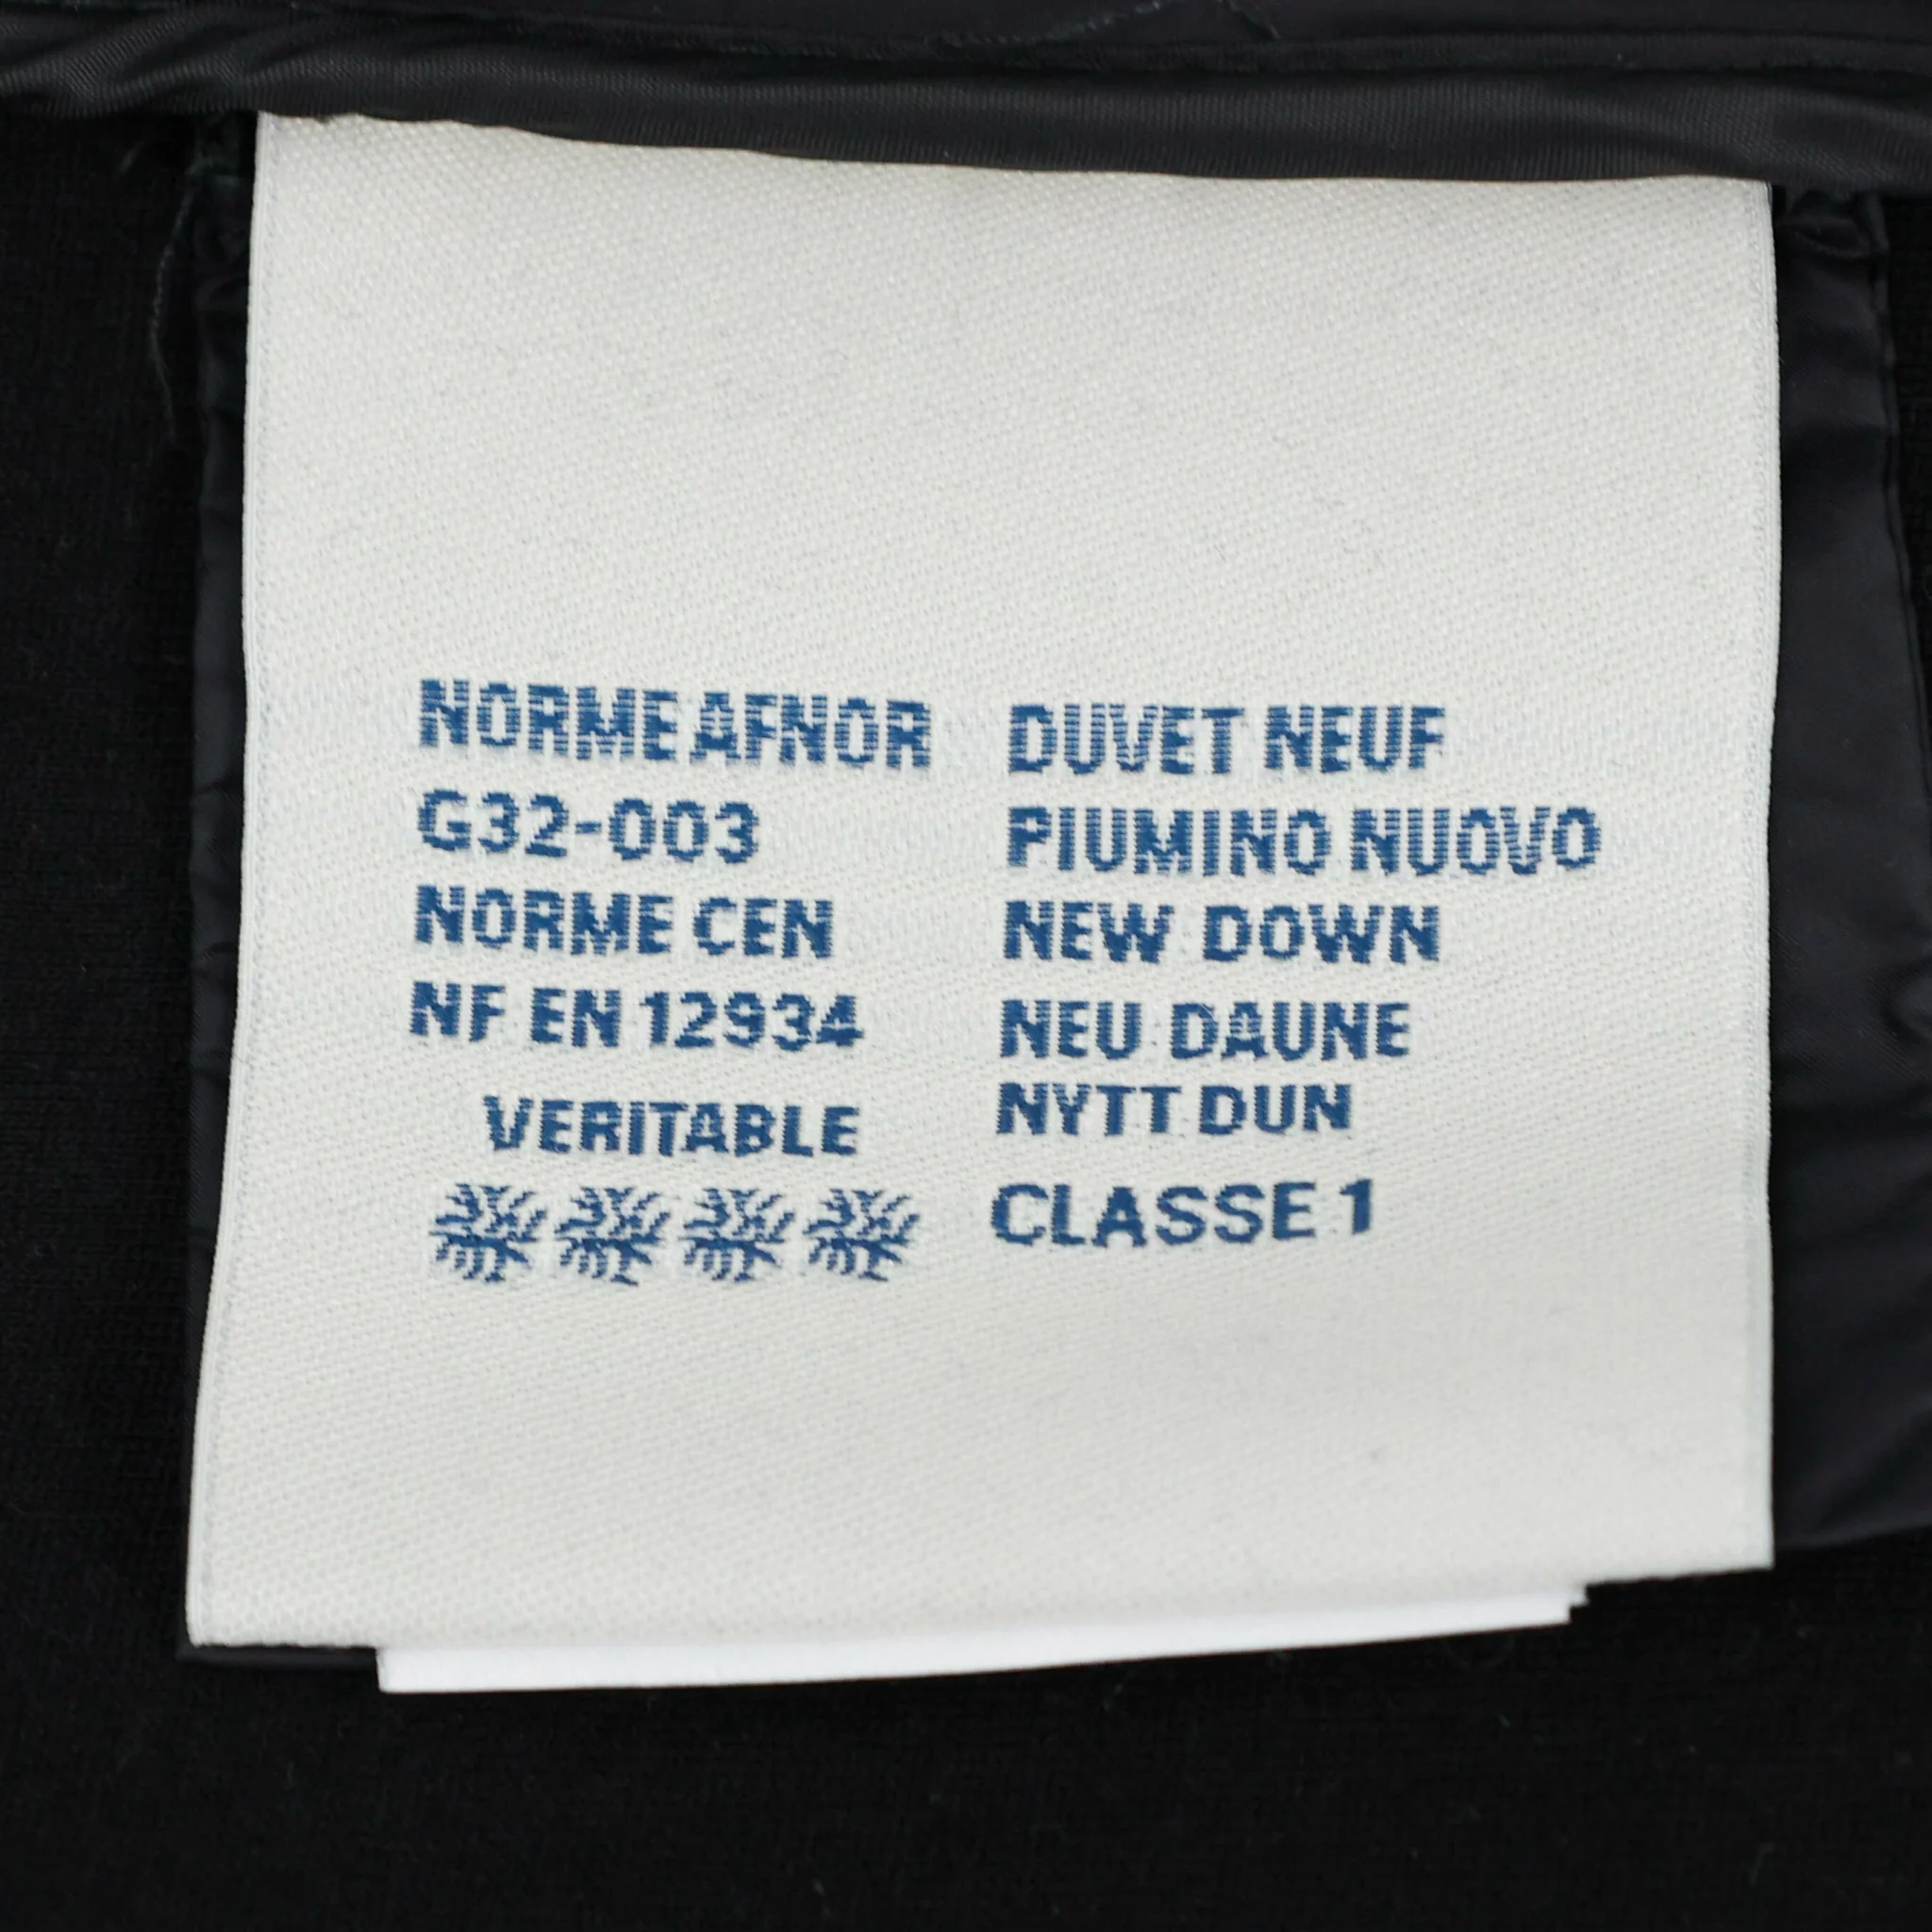 NORME AFNOR
G32-003
NORME CEN
NF EN 12934
VERITABLE
DUVET NEUF
PIUMINO NUOVO
NEW DOWN
NEU DAUNE
NYTT DUN
CLASSE 1